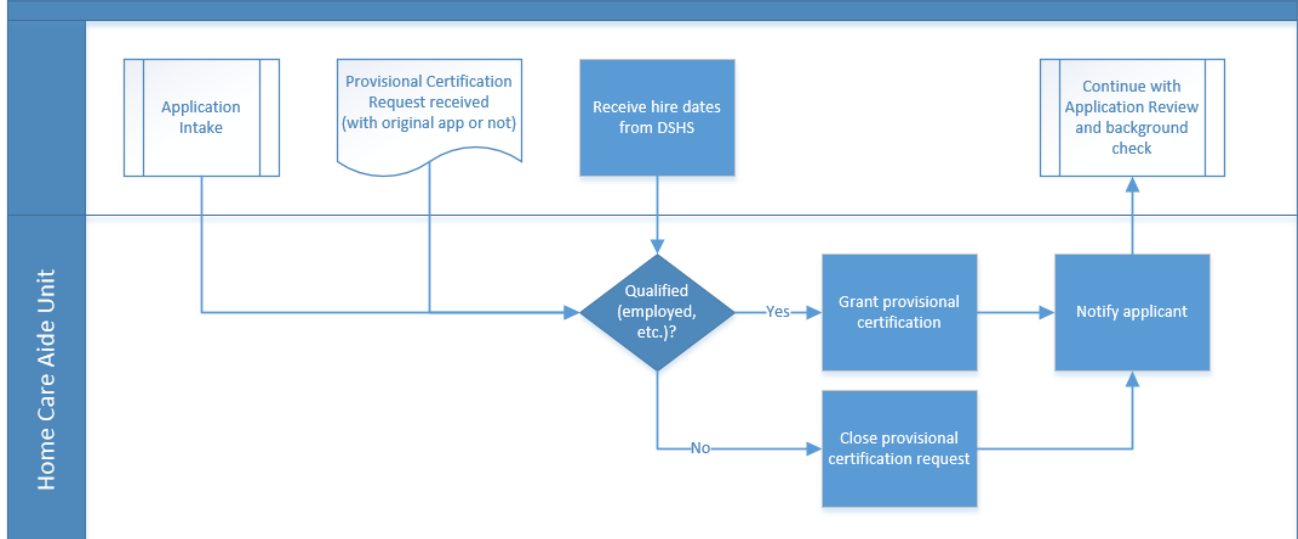 Application
Intake
Provisional Certification
Request received
(with original app or not)
Receive hire dates
from DSHS
Continue with
Application Review
and background
check
Home Care Aide Unit
Qualified
(employed,
etc.)?
Yes
Grant provisional
certification
Notify applicant
No
Close provisional
certification request